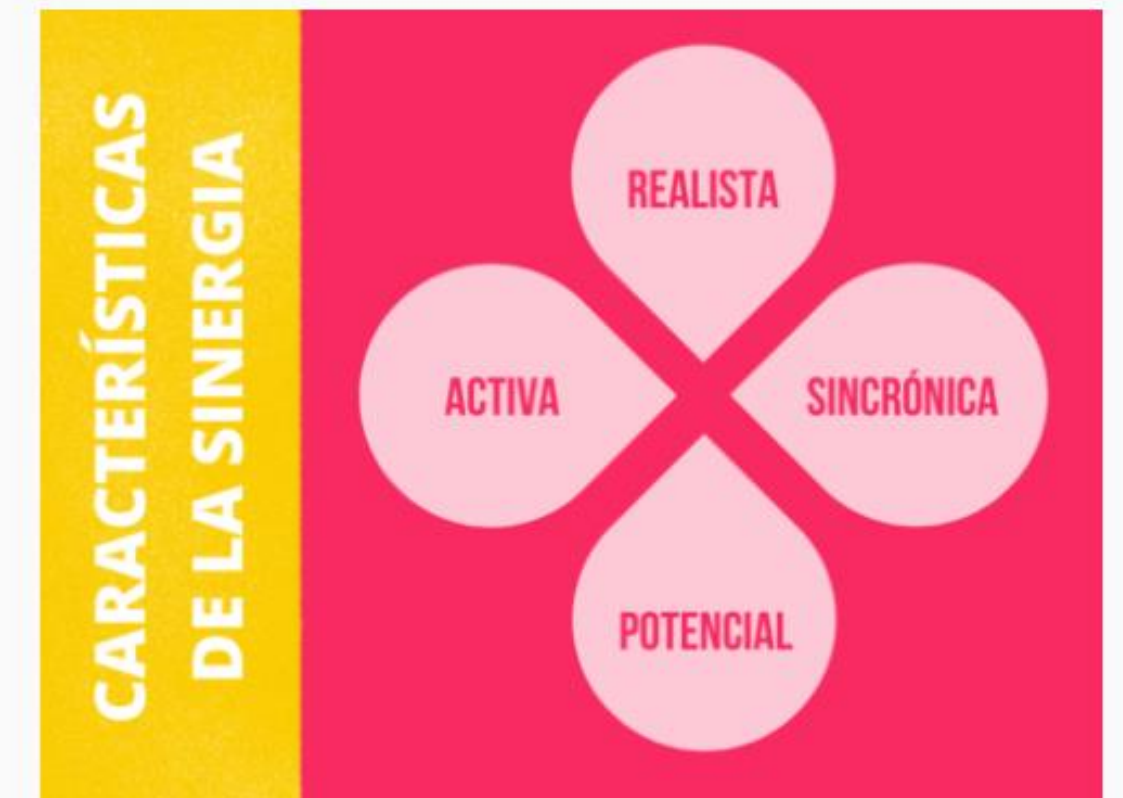 CARACTERÍSTICAS
DE LA SINERGIA
REALISTA
ACTIVA
SINCRÓNICA
POTENCIAL